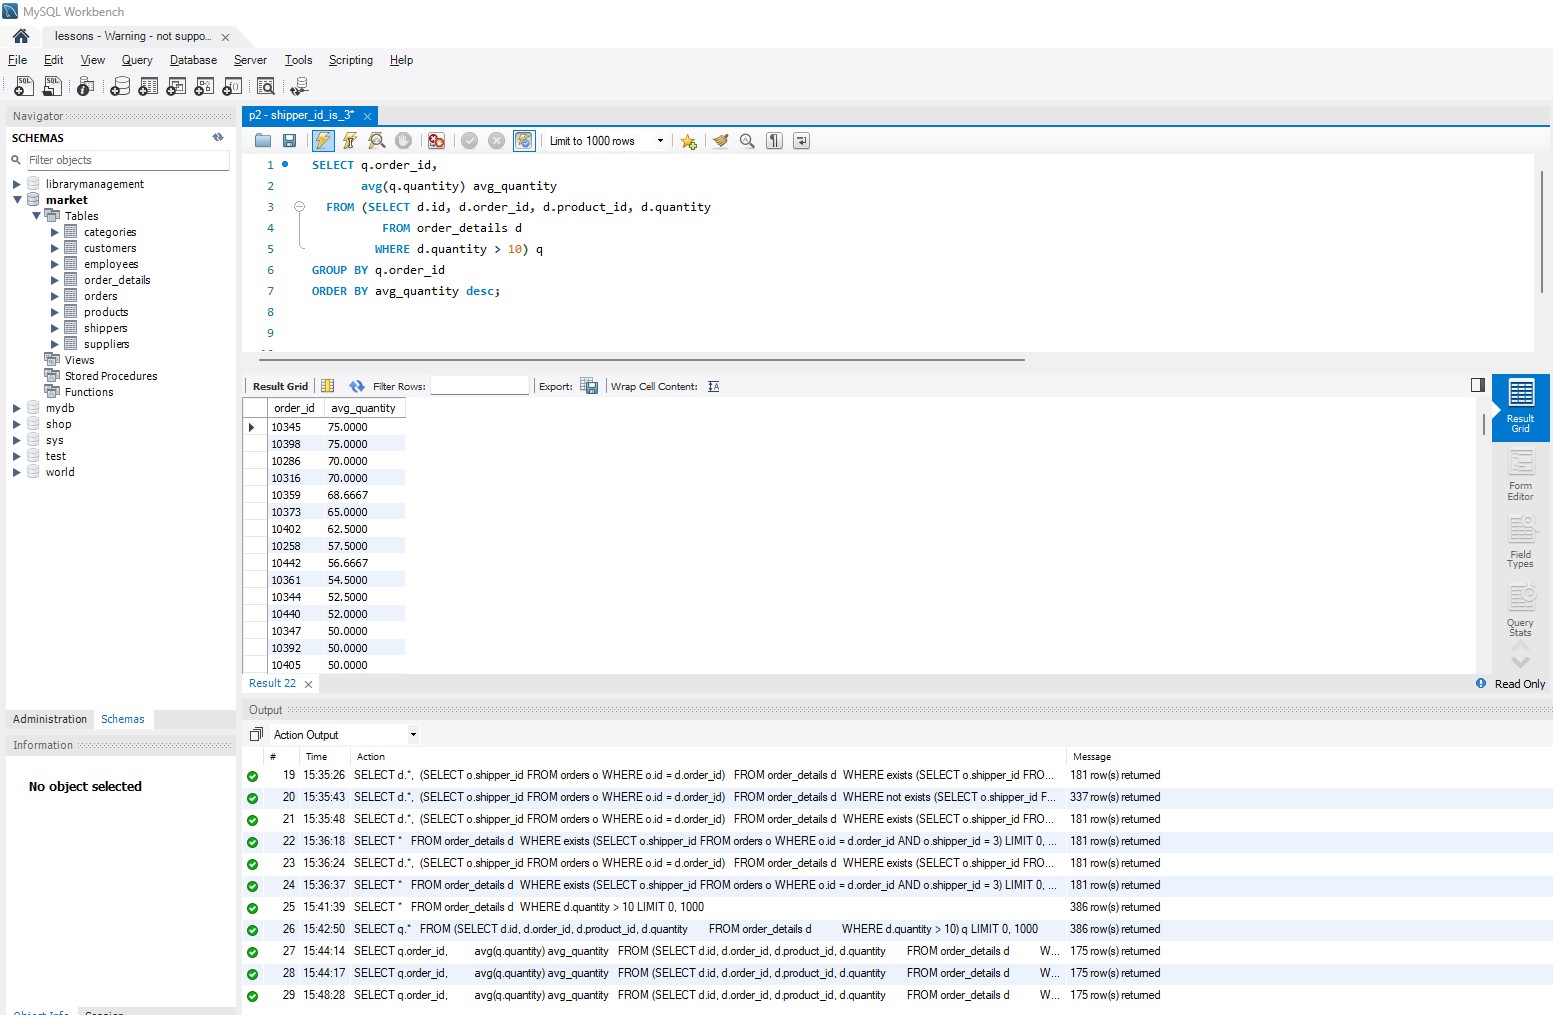 MySQL Workbench
lessons - Warning - not suppo...
File Edit View Query Database Server Tools Scripting Help
Navigator
SCHEMAS
Filter objects
librarymanagement
market
Tables
categories
customers
employees
order_details
orders
products
shippers
suppliers
Views
Stored Procedures
Functions
mydb
shop
sys
test
world
Administration Schemas
Information
No object selected
Object Info Session
p2 - shipper_id_is_3*
Limit to 1000 rows
1 SELECT q.order_id,
2 avg(q.quantity) avg_quantity
3 FROM (SELECT d.id, d.order_id, d.product_id, d.quantity
4 FROM order_details d
5 WHERE d.quantity > 10) q
6 GROUP BY q.order_id
7 ORDER BY avg_quantity desc;
8
9
Result Grid Filter Rows: Export: Wrap Cell Content:
order_id avg_quantity
10345 75.0000
10398 75.0000
10286 70.0000
10316 70.0000
10359 68.6667
10373 65.0000
10402 62.5000
10258 57.5000
10442 56.6667
10361 54.5000
10344 52.5000
10440 52.0000
10347 50.0000
10392 50.0000
10405 50.0000
Result
Grid
Form
Editor
Field
Types
Query
Stats
Result 22
Read Only
Output
Action Output
# Time Action Message
19 15:35:26 SELECT d.*, (SELECT o.shipper_id FROM orders o WHERE o.id = d.order_id) FROM order_details d WHERE exists (SELECT o.shipper_id FRO... 181 row(s) returned
20 15:35:43 SELECT d.*, (SELECT o.shipper_id FROM orders o WHERE o.id = d.order_id) FROM order_details d WHERE not exists (SELECT o.shipper_id F... 337 row(s) returned
21 15:35:48 SELECT d.*, (SELECT o.shipper_id FROM orders o WHERE o.id = d.order_id) FROM order_details d WHERE exists (SELECT o.shipper_id FRO... 181 row(s) returned
22 15:36:18 SELECT * FROM order_details d WHERE exists (SELECT o.shipper_id FROM orders o WHERE o.id = d.order_id AND o.shipper_id = 3) LIMIT 0, ... 181 row(s) returned
23 15:36:24 SELECT d.*, (SELECT o.shipper_id FROM orders o WHERE o.id = d.order_id) FROM order_details d WHERE exists (SELECT o.shipper_id FRO... 181 row(s) returned
24 15:36:37 SELECT * FROM order_details d WHERE exists (SELECT o.shipper_id FROM orders o WHERE o.id = d.order_id AND o.shipper_id = 3) LIMIT 0, ... 181 row(s) returned
25 15:41:39 SELECT * FROM order_details d WHERE d.quantity > 10 LIMIT 0, 1000 386 row(s) returned
26 15:42:50 SELECT q.* FROM (SELECT d.id, d.order_id, d.product_id, d.quantity FROM order_details d WHERE d.quantity > 10) q LIMIT 0, 1000 386 row(s) returned
27 15:44:14 SELECT q.order_id, avg(q.quantity) avg_quantity FROM (SELECT d.id, d.order_id, d.product_id, d.quantity FROM order_details d W... 175 row(s) returned
28 15:44:17 SELECT q.order_id, avg(q.quantity) avg_quantity FROM (SELECT d.id, d.order_id, d.product_id, d.quantity FROM order_details d W... 175 row(s) returned
29 15:48:28 SELECT q.order_id, avg(q.quantity) avg_quantity FROM (SELECT d.id, d.order_id, d.product_id, d.quantity FROM order_details d W... 175 row(s) returned